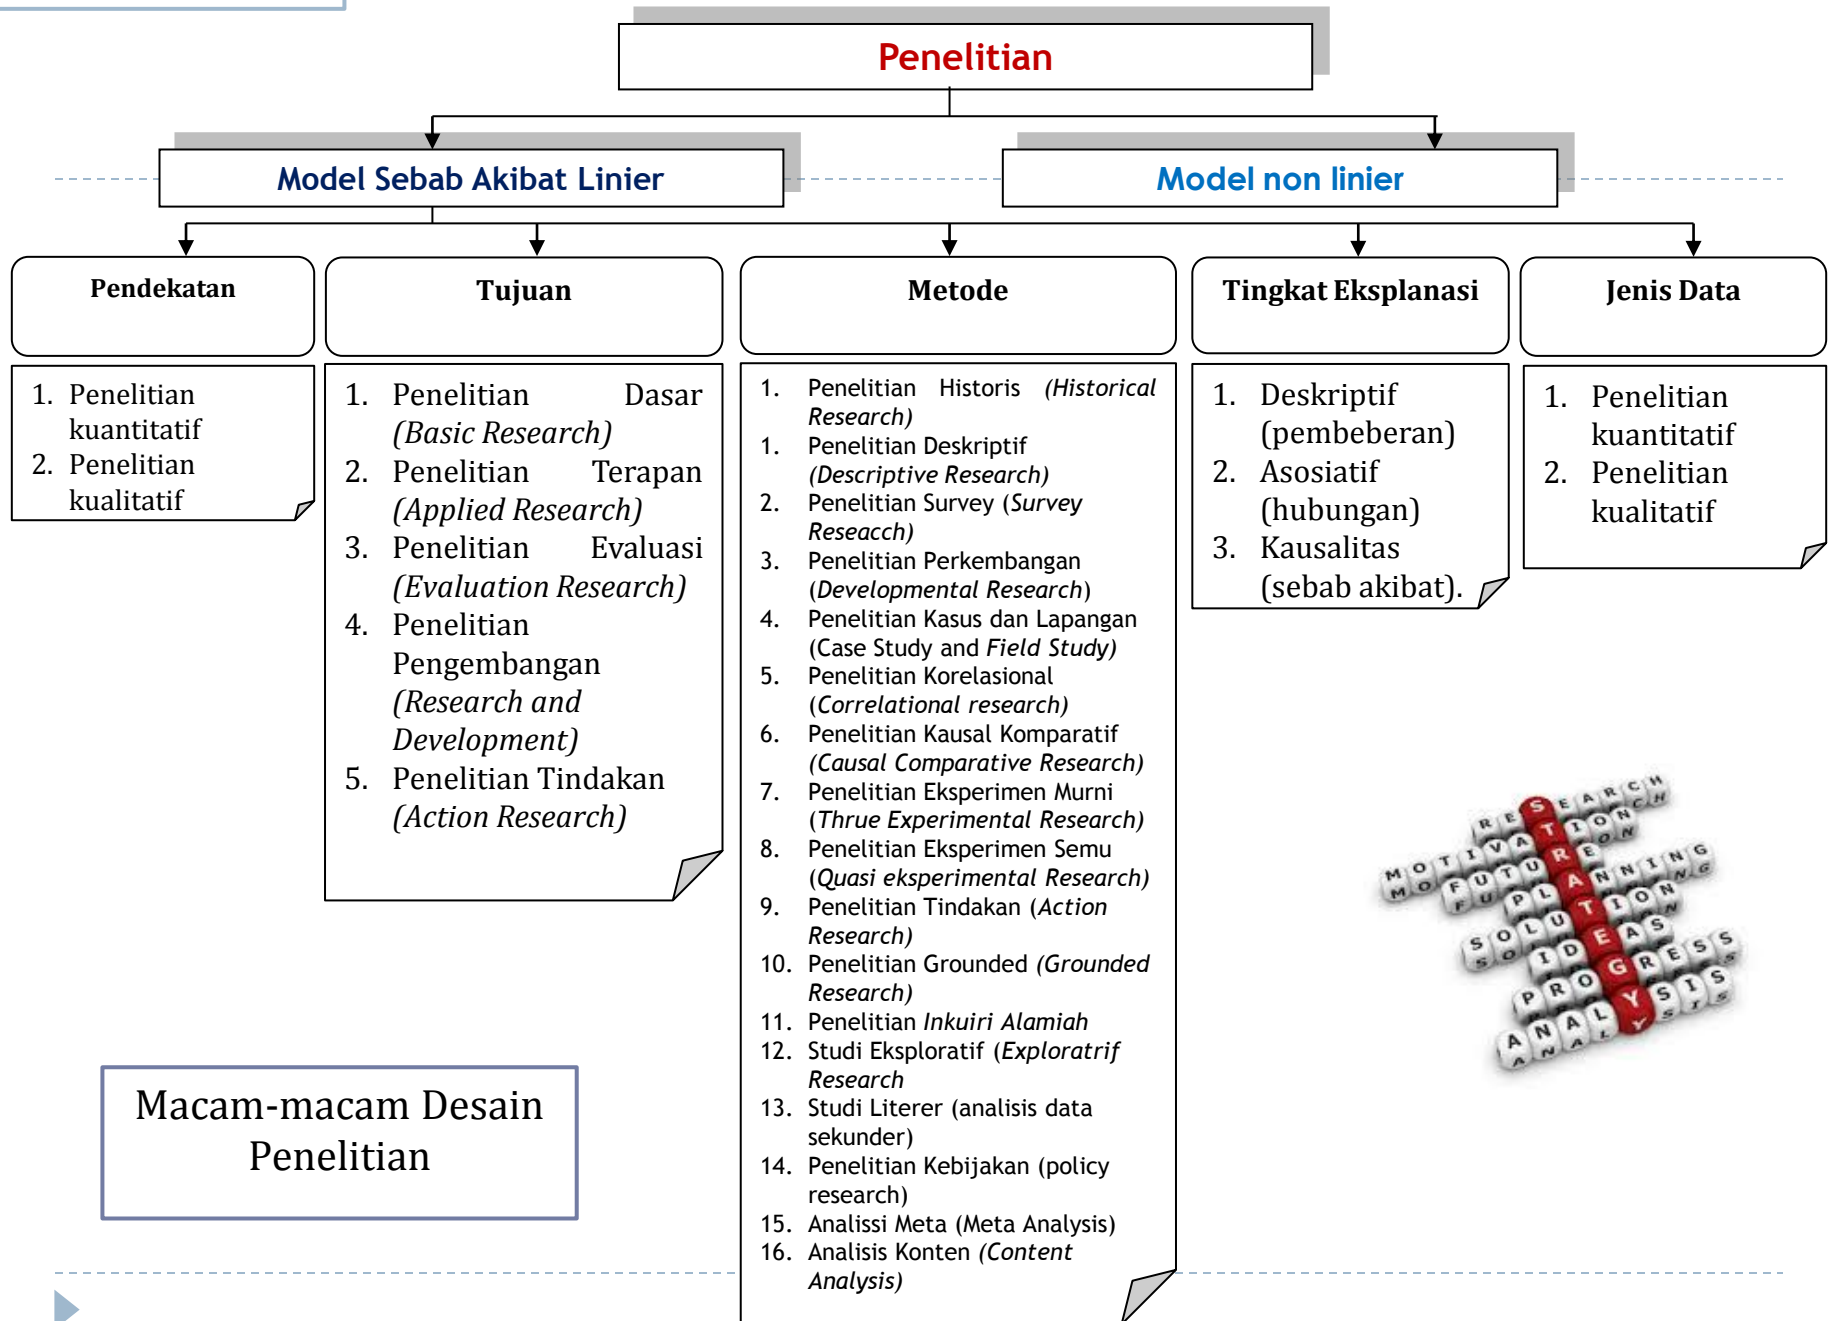 Penelitian
Model Sebab Akibat Linier
Model non linier
Pendekatan
Tujuan
Metode
Tingkat Eksplanasi
Jenis Data
1. Penelitian
kuantitatif
2. Penelitian
kualitatif
1. Penelitian Dasar
(Basic Research)
2. Penelitian Terapan
(Applied Research)
3. Penelitian Evaluasi
(Evaluation Research)
4. Penelitian
Pengembangan
(Research and
Development)
5. Penelitian Tindakan
(Action Research)
1. Penelitian Historis (Historical
Research)
1. Penelitian Deskriptif
(Descriptive Research)
2. Penelitian Survey (Survey
Reseacch)
3. Penelitian Perkembangan
(Developmental Research)
4. Penelitian Kasus dan Lapangan
(Case Study and Field Study)
5. Penelitian Korelasional
(Correlational research)
6. Penelitian Kausal Komparatif
(Causal Comparative Research)
7. Penelitian Eksperimen Murni
(Thrue Experimental Research)
8. Penelitian Eksperimen Semu
(Quasi eksperimental Research)
9. Penelitian Tindakan (Action
Research)
10. Penelitian Grounded (Grounded
Research)
11. Penelitian Inkuiri Alamiah
12. Studi Eksploratif (Exploratrif
Research
13. Studi Literer (analisis data
sekunder)
14. Penelitian Kebijakan (policy
research)
15. Analissi Meta (Meta Analysis)
16. Analisis Konten (Content
Analysis)
1. Deskriptif
(pembeberan)
2. Asosiatif
(hubungan)
3. Kausalitas
(sebab akibat).
1. Penelitian
kuantitatif
2. Penelitian
kualitatif
RESEARCH
MOTIVATION
FUTURE
PLANNING
SOLUTION
IDEAS
PROGRESS
ANALYSIS
STRATEGY
Macam-macam Desain
Penelitian